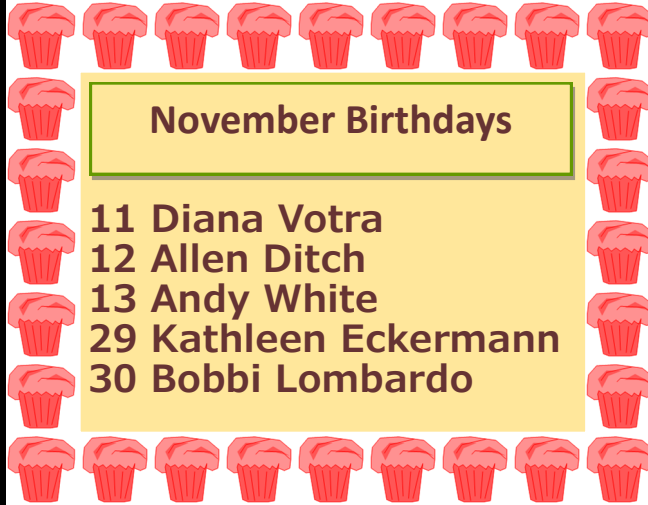 November Birthdays
11 Diana Votra
12 Allen Ditch
13 Andy White
29 Kathleen Eckermann
30 Bobbi Lombardo